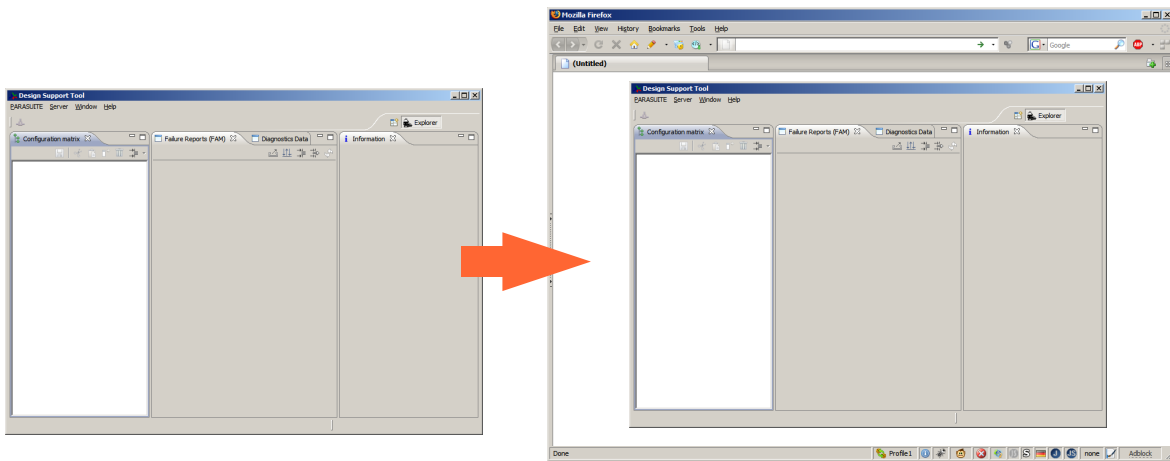 Design Support Tool
PARASUITE Server Window Help
Explorer
Configuration matrix Failure Reports (FAM) Diagnostics Data Information
Mozilla Firefox
File Edit View History Bookmarks Tools Help
Google ABP
(Untitled)
Design Support Tool
PARASUITE Server Window Help
Explorer
Configuration matrix Failure Reports (FAM) Diagnostics Data Information
Done Profile1 S JS none Adblock